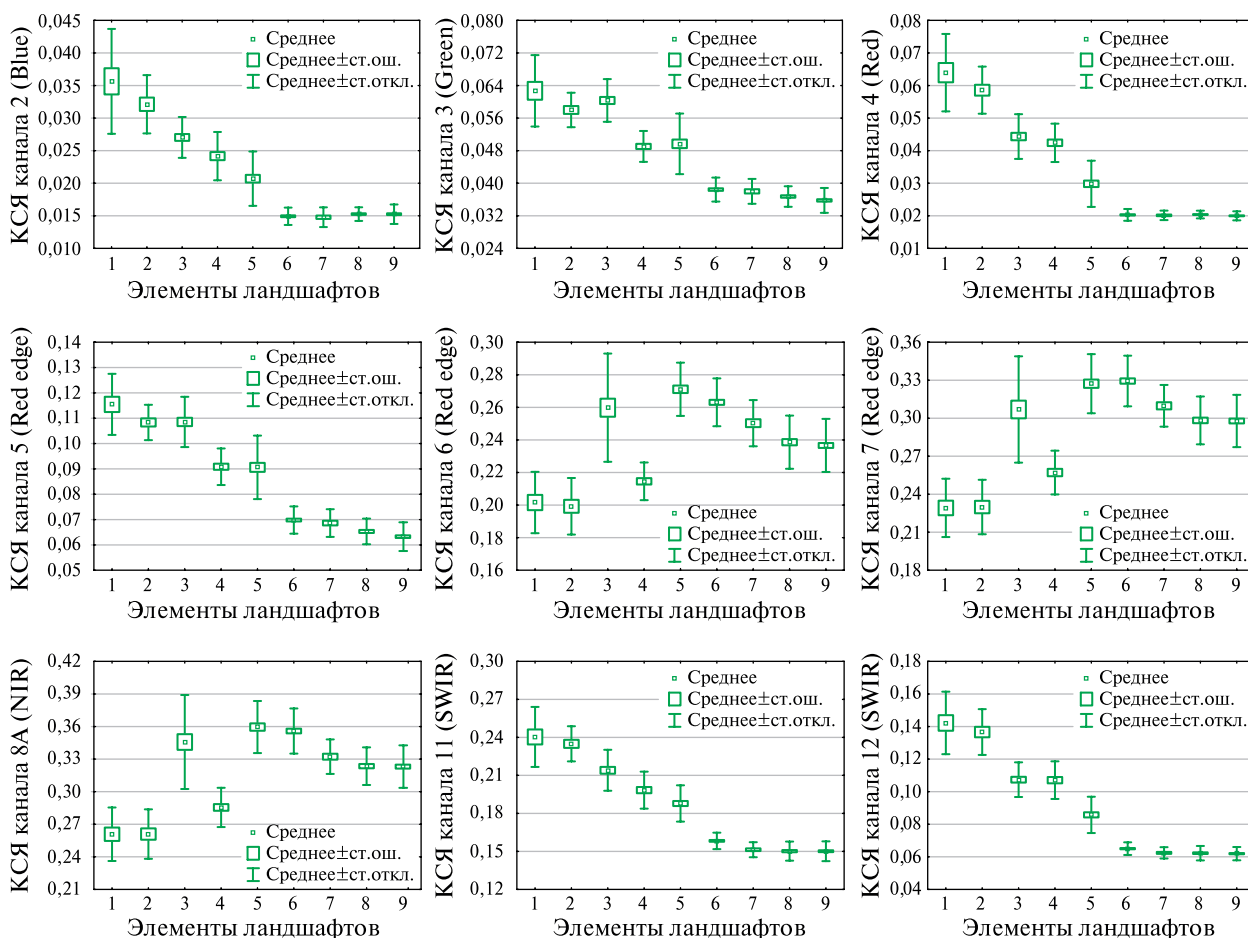 КСЯ канала 2 (Blue)
0,045
0,040
0,035
0,030
0,025
0,020
0,015
0,010
Среднее
Среднее±ст.ош.
Среднее±ст.откл.
1 2 3 4 5 6 7 8 9
Элементы ландшафтов
КСЯ канала 3 (Green)
0,080
0,072
0,064
0,056
0,048
0,040
0,032
0,024
Среднее
Среднее±ст.ош.
Среднее±ст.откл.
1 2 3 4 5 6 7 8 9
Элементы ландшафтов
КСЯ канала 4 (Red)
0,08
0,07
0,06
0,05
0,04
0,03
0,02
0,01
Среднее
Среднее±ст.ош.
Среднее±ст.откл.
1 2 3 4 5 6 7 8 9
Элементы ландшафтов
КСЯ канала 5 (Red edge)
0,14
0,13
0,12
0,11
0,10
0,09
0,08
0,07
0,06
0,05
Среднее
Среднее±ст.ош.
Среднее±ст.откл.
1 2 3 4 5 6 7 8 9
Элементы ландшафтов
КСЯ канала 6 (Red edge)
0,30
0,28
0,26
0,24
0,22
0,20
0,18
0,16
Среднее
Среднее±ст.ош.
Среднее±ст.откл.
1 2 3 4 5 6 7 8 9
Элементы ландшафтов
КСЯ канала 7 (Red edge)
0,36
0,33
0,30
0,27
0,24
0,21
0,18
Среднее
Среднее±ст.ош.
Среднее±ст.откл.
1 2 3 4 5 6 7 8 9
Элементы ландшафтов
КСЯ канала 8A (NIR)
0,42
0,39
0,36
0,33
0,30
0,27
0,24
0,21
Среднее
Среднее±ст.ош.
Среднее±ст.откл.
1 2 3 4 5 6 7 8 9
Элементы ландшафтов
КСЯ канала 11 (SWIR)
0,30
0,27
0,24
0,21
0,18
0,15
0,12
Среднее
Среднее±ст.ош.
Среднее±ст.откл.
1 2 3 4 5 6 7 8 9
Элементы ландшафтов
КСЯ канала 12 (SWIR)
0,18
0,16
0,14
0,12
0,10
0,08
0,06
0,04
Среднее
Среднее±ст.ош.
Среднее±ст.откл.
1 2 3 4 5 6 7 8 9
Элементы ландшафтов